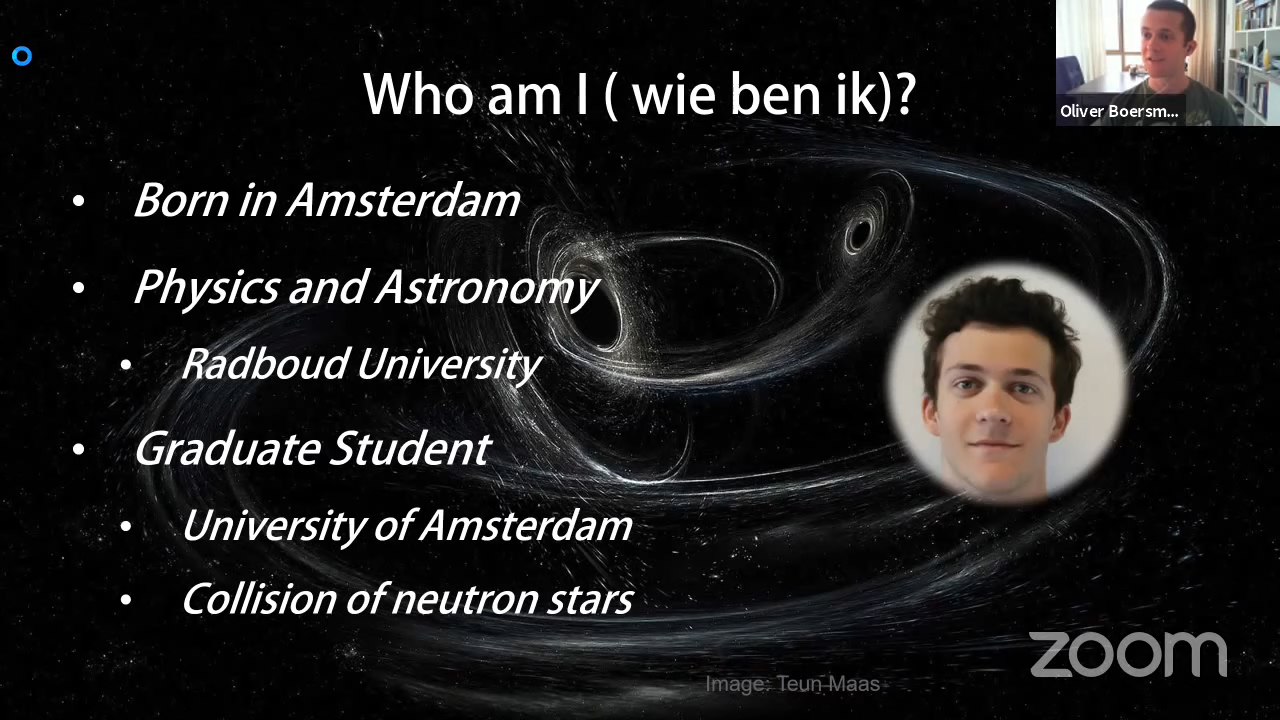 Who am I ( wie ben ik)?
Oliver Boersm...
• Born in Amsterdam
• Physics and Astronomy
• Radboud University
• Graduate Student
• University of Amsterdam
• Collision of neutron stars
zoom
Image: Teun Maas